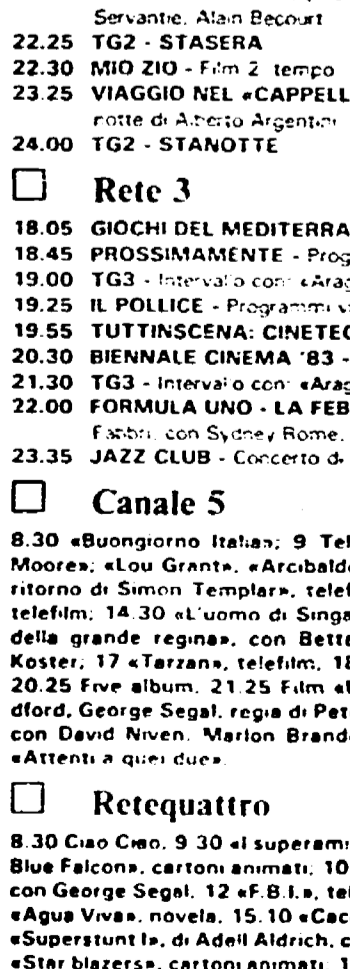 Servantie, Alain Becourt
22.25 TG2 - STASERA
22.30 MIO ZIO - Film 2 tempo
23.25 VIAGGIO NEL «CAPPELL
notte di Alberto Argentini
24.00 TG2 - STANOTTE
Rete 3
18.05 GIOCHI DEL MEDITERRA
18.45 PROSSIMAMENTE - Prog
19.00 TG3 - Intervallo con: «Arag
19.25 IL POLLICE - Programmi v
19.55 TUTTINSCENA: CINETEC
20.30 BIENNALE CINEMA '83 -
21.30 TG3 - Intervallo con: «Arag
22.00 FORMULA UNO - LA FEB
Fabbri, con Sydney Rome.
23.35 JAZZ CLUB - Concerto d
Canale 5
8.30 «Buongiorno Italia»; 9 Tel
Moore»; «Lou Grant», «Arcibald
ritorno di Simon Templar», telef
telefilm; 14.30 «L'uomo di Singa
della grande regina», con Bette
Koster; 17 «Tarzan», telefilm, 18
20.25 Five album. 21.25 Film «
dford, George Segal, regia di Pet
con David Niven, Marlon Brand
«Attenti a quei due».
Retequattro
8.30 Ciao Ciao. 9 30 «I superam
Blue Falcon», cartoni animati; 10
con George Segal. 12 «F.B.I.», tel
«Agua Viva», novela, 15.10 «Cac
«Superstunt I», di Adell Aldrich, c
«Star blazers», cartoni animati; 1